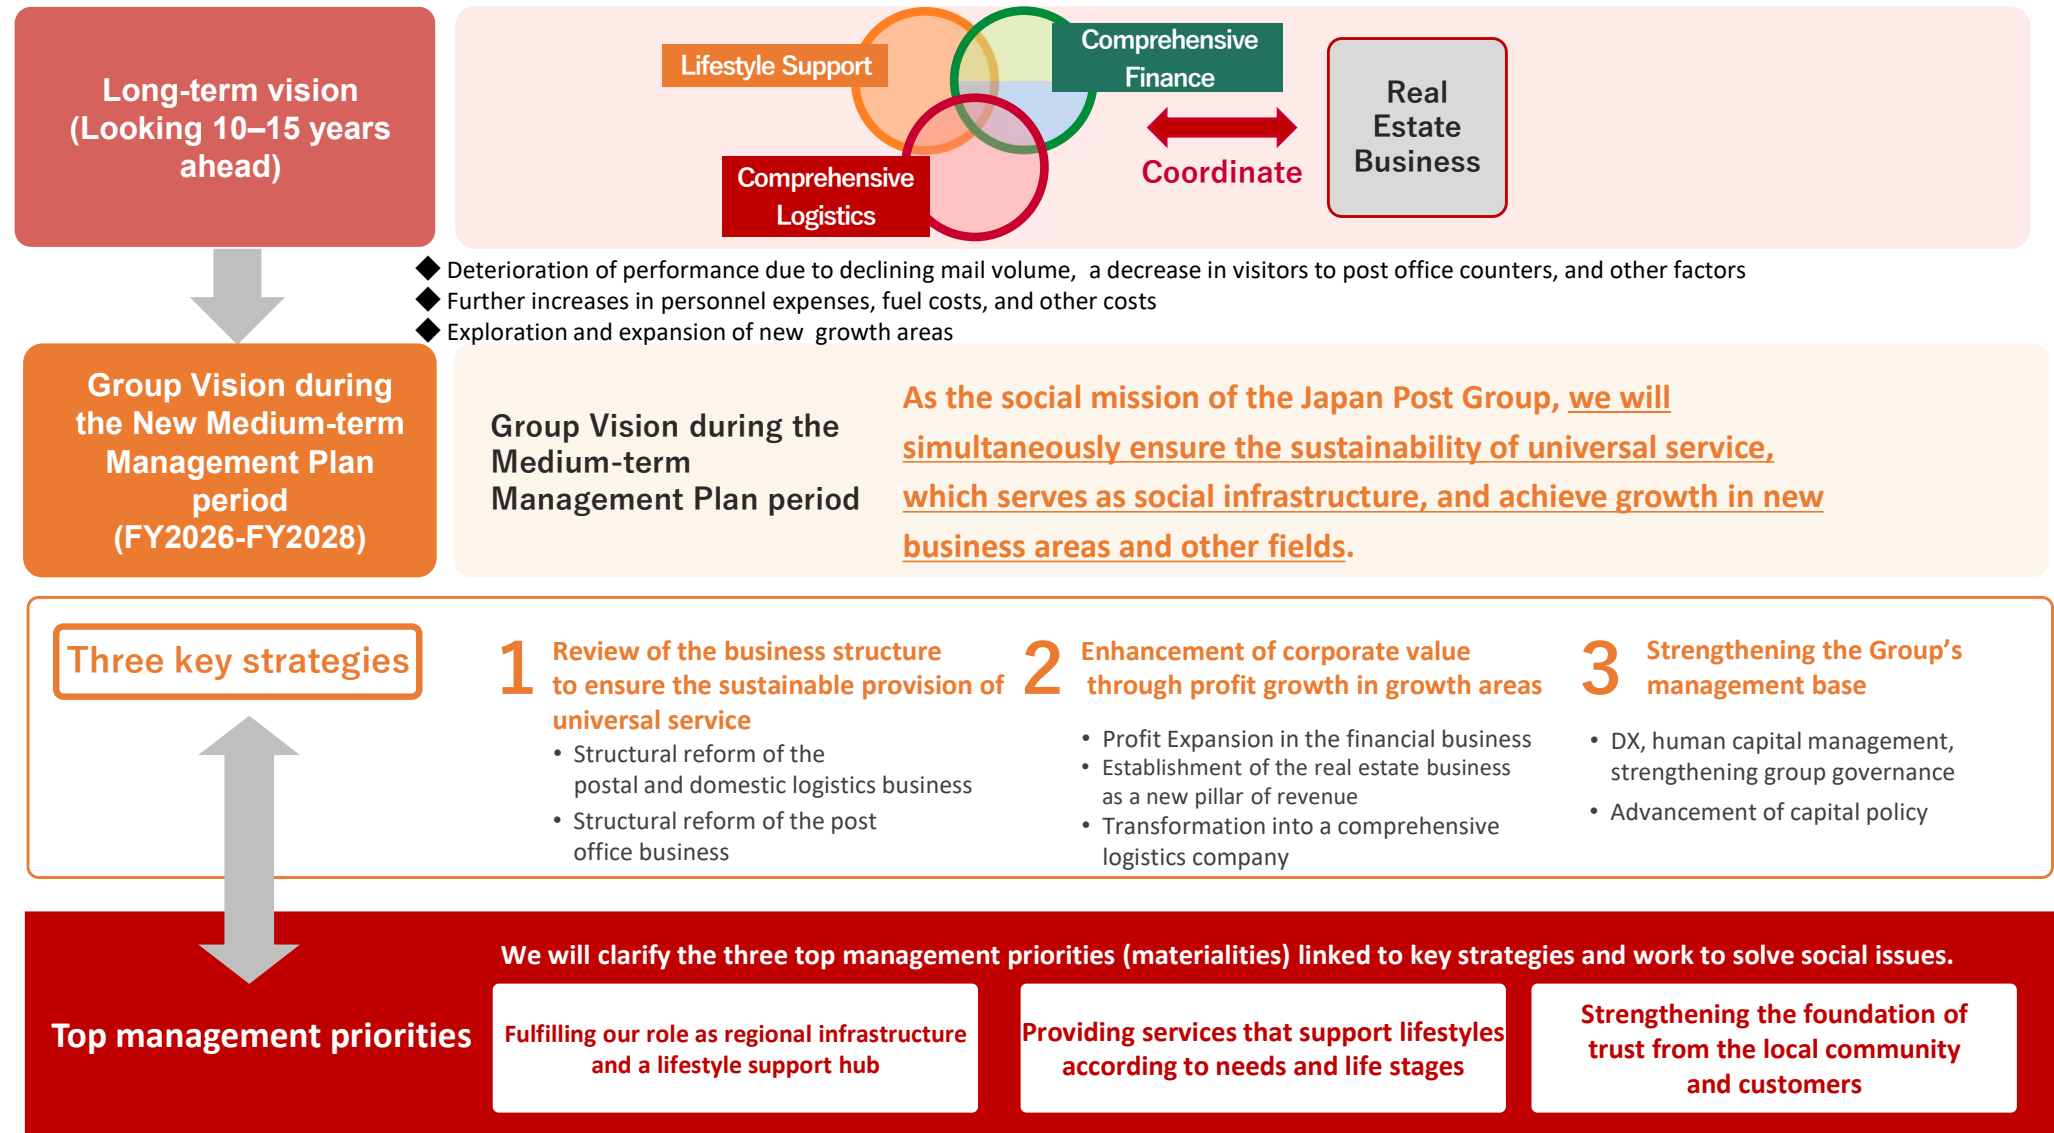 Long-term vision
(Looking 10–15 years
ahead)
Lifestyle Support
Comprehensive
Finance
Comprehensive
Logistics
Coordinate
Real
Estate
Business
◆ Deterioration of performance due to declining mail volume, a decrease in visitors to post office counters, and other factors
◆ Further increases in personnel expenses, fuel costs, and other costs
◆ Exploration and expansion of new growth areas
Group Vision during
the New Medium-term
Management Plan
period
(FY2026-FY2028)
Group Vision during the
Medium-term
Management Plan period
As the social mission of the Japan Post Group, we will
simultaneously ensure the sustainability of universal service,
which serves as social infrastructure, and achieve growth in new
business areas and other fields.
Three key strategies
1
Review of the business structure
to ensure the sustainable provision of
universal service
• Structural reform of the
postal and domestic logistics business
• Structural reform of the post
office business
2
Enhancement of corporate value
through profit growth in growth areas
• Profit Expansion in the financial business
• Establishment of the real estate business
as a new pillar of revenue
• Transformation into a comprehensive
logistics company
3
Strengthening the Group’s
management base
• DX, human capital management,
strengthening group governance
• Advancement of capital policy
Top management priorities
We will clarify the three top management priorities (materialities) linked to key strategies and work to solve social issues.
Fulfilling our role as regional infrastructure
and a lifestyle support hub
Providing services that support lifestyles
according to needs and life stages
Strengthening the foundation of
trust from the local community
and customers